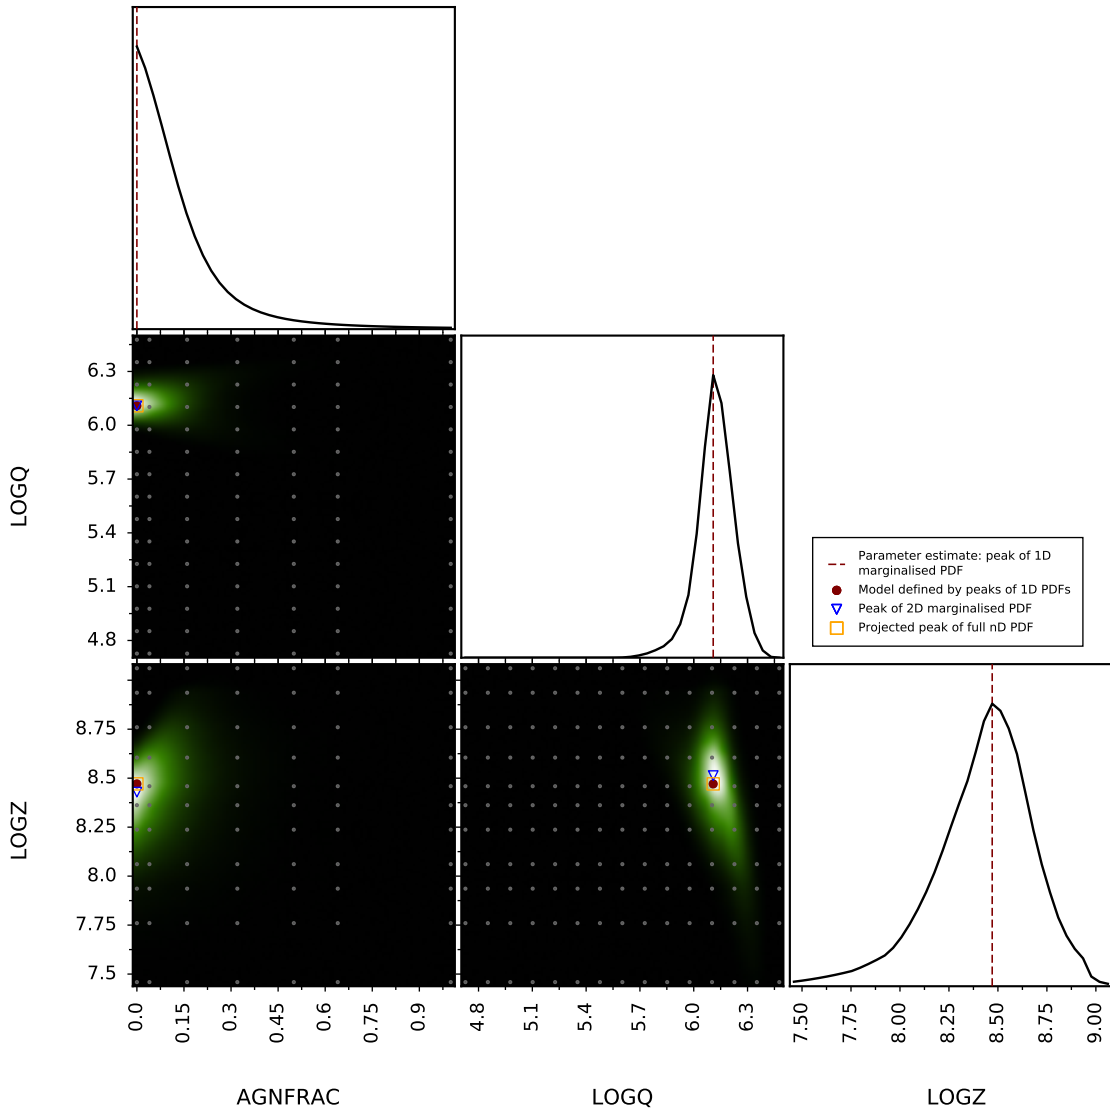 6.3
6.0
5.7
5.4
5.1
4.8
LOGQ
Parameter estimate: peak of 1D
marginalised PDF
Model defined by peaks of 1D PDFs
Peak of 2D marginalised PDF
Projected peak of full nD PDF
8.75
8.5
8.25
8.0
7.75
7.5
LOGZ
0.0 0.15 0.3 0.45 0.6 0.75 0.9
4.8 5.1 5.4 5.7 6.0 6.3
7.50 7.75 8.00 8.25 8.50 8.75 9.00
AGNFRAC
LOGQ
LOGZ